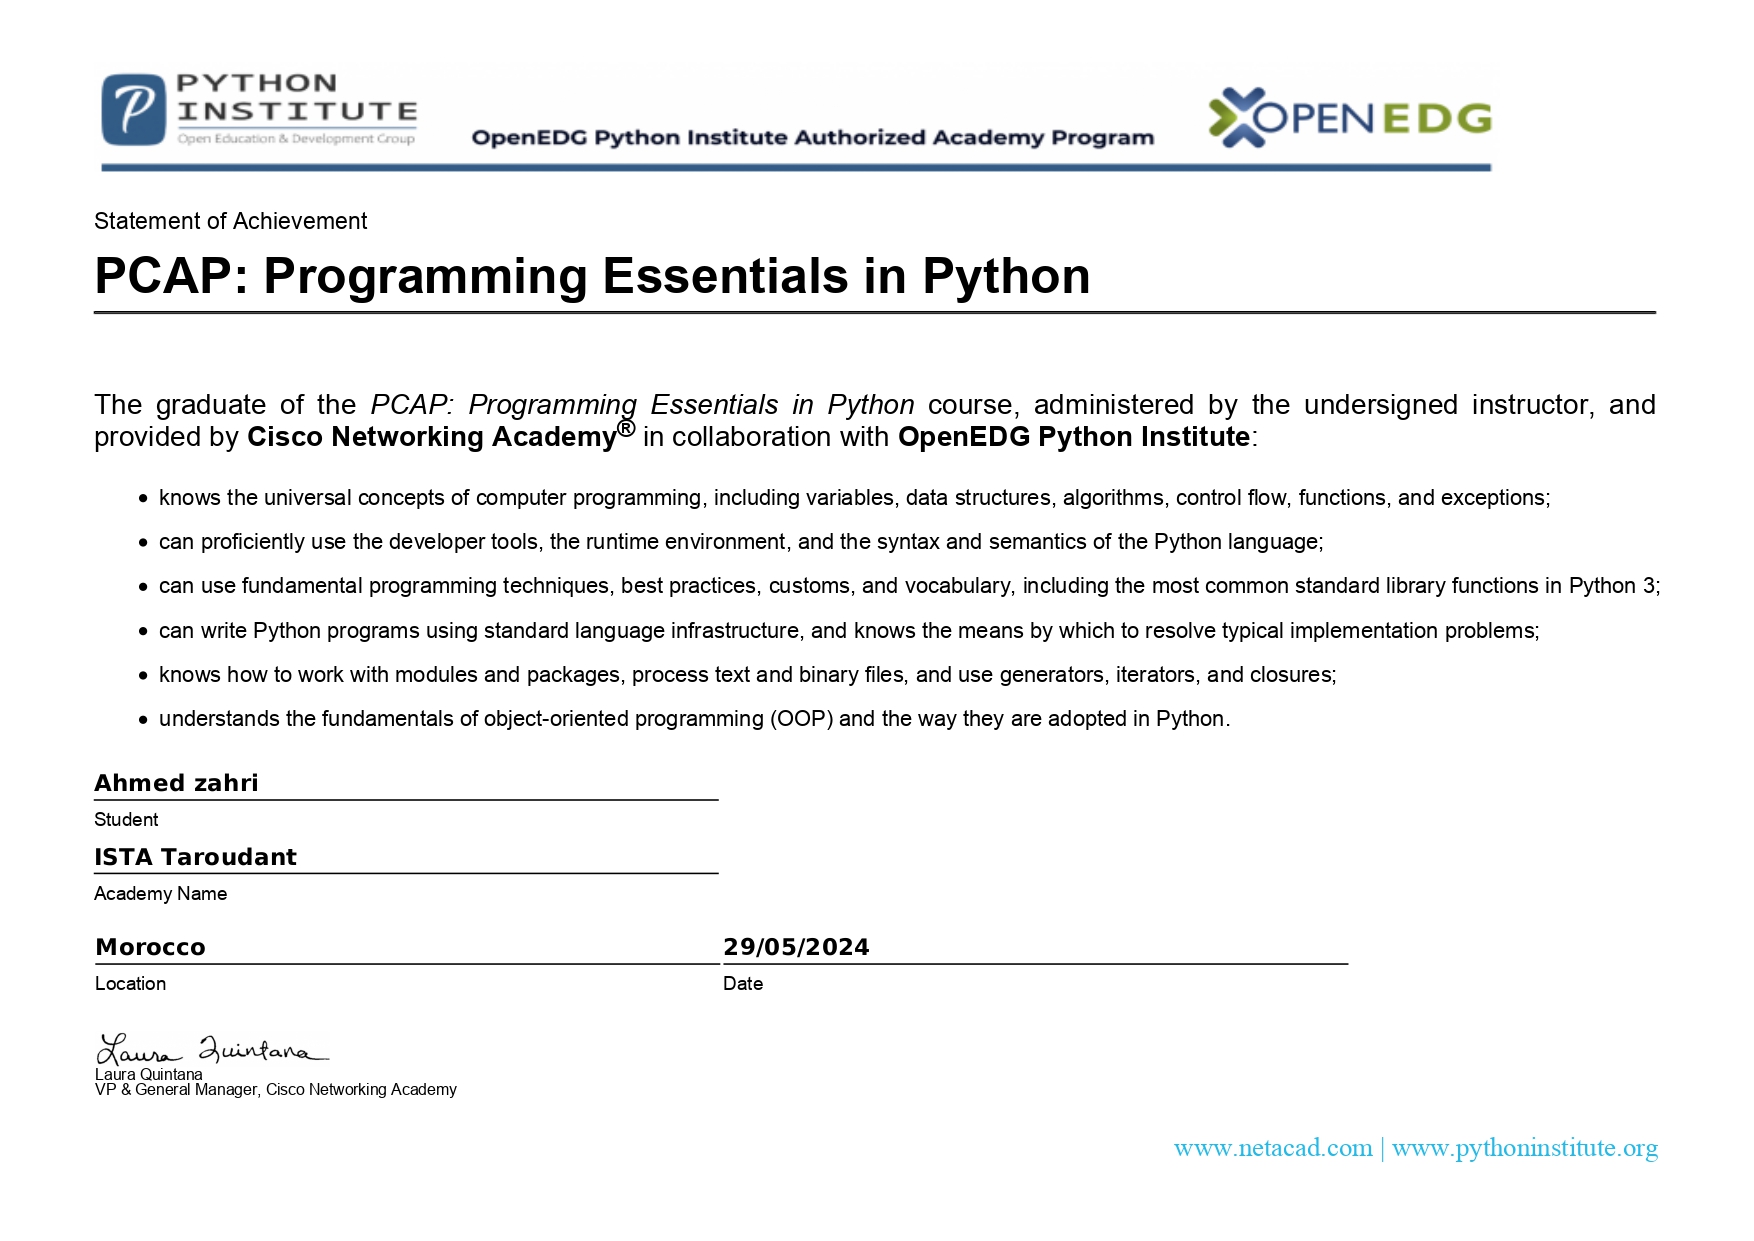 PYTHON
INSTITUTE
Open Education & Development Group
OpenEDG Python Institute Authorized Academy Program
OPENEDG
Statement of Achievement
PCAP: Programming Essentials in Python
The graduate of the PCAP: Programming Essentials in Python course, administered by the undersigned instructor, and
provided by Cisco Networking Academy® in collaboration with OpenEDG Python Institute:
• knows the universal concepts of computer programming, including variables, data structures, algorithms, control flow, functions, and exceptions;
• can proficiently use the developer tools, the runtime environment, and the syntax and semantics of the Python language;
• can use fundamental programming techniques, best practices, customs, and vocabulary, including the most common standard library functions in Python 3;
• can write Python programs using standard language infrastructure, and knows the means by which to resolve typical implementation problems;
• knows how to work with modules and packages, process text and binary files, and use generators, iterators, and closures;
• understands the fundamentals of object-oriented programming (OOP) and the way they are adopted in Python.
Ahmed zahri
Student
ISTA Taroudant
Academy Name
Morocco 29/05/2024
Location Date
Laura Quintana
Laura Quintana
VP & General Manager, Cisco Networking Academy
www.netacad.com | www.pythoninstitute.org